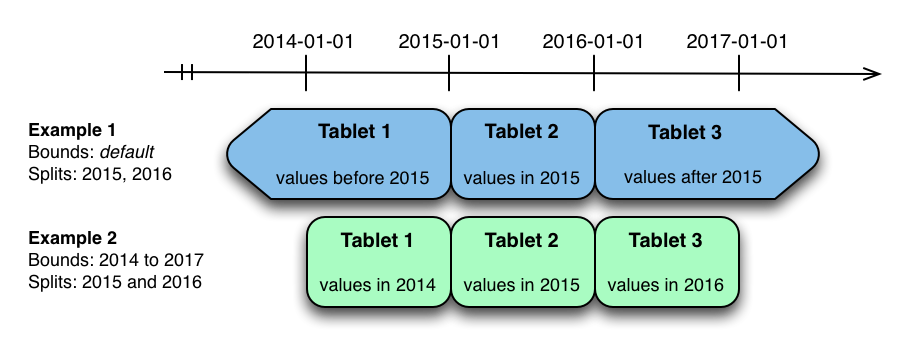 2014-01-01 2015-01-01 2016-01-01 2017-01-01
Example 1
Bounds: default
Splits: 2015, 2016
Tablet 1 Tablet 2 Tablet 3
values before 2015 values in 2015 values after 2015
Example 2
Bounds: 2014 to 2017
Splits: 2015 and 2016
Tablet 1 Tablet 2 Tablet 3
values in 2014 values in 2015 values in 2016